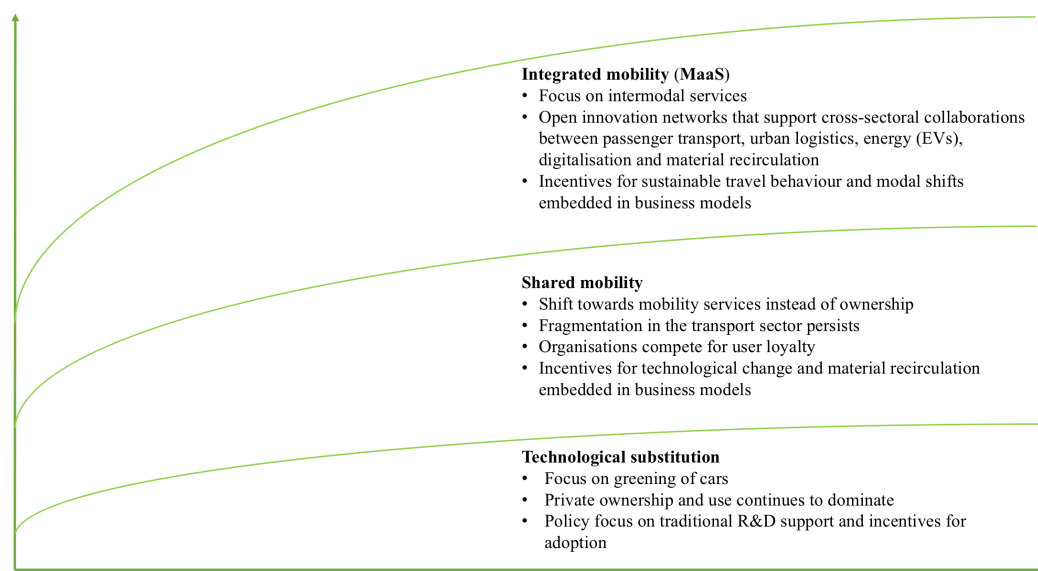 Integrated mobility (MaaS)
• Focus on intermodal services
• Open innovation networks that support cross-sectoral collaborations
between passenger transport, urban logistics, energy (EVs),
digitalisation and material recirculation
• Incentives for sustainable travel behaviour and modal shifts
embedded in business models
Shared mobility
• Shift towards mobility services instead of ownership
• Fragmentation in the transport sector persists
• Organisations compete for user loyalty
• Incentives for technological change and material recirculation
embedded in business models
Technological substitution
• Focus on greening of cars
• Private ownership and use continues to dominate
• Policy focus on traditional R&D support and incentives for
adoption